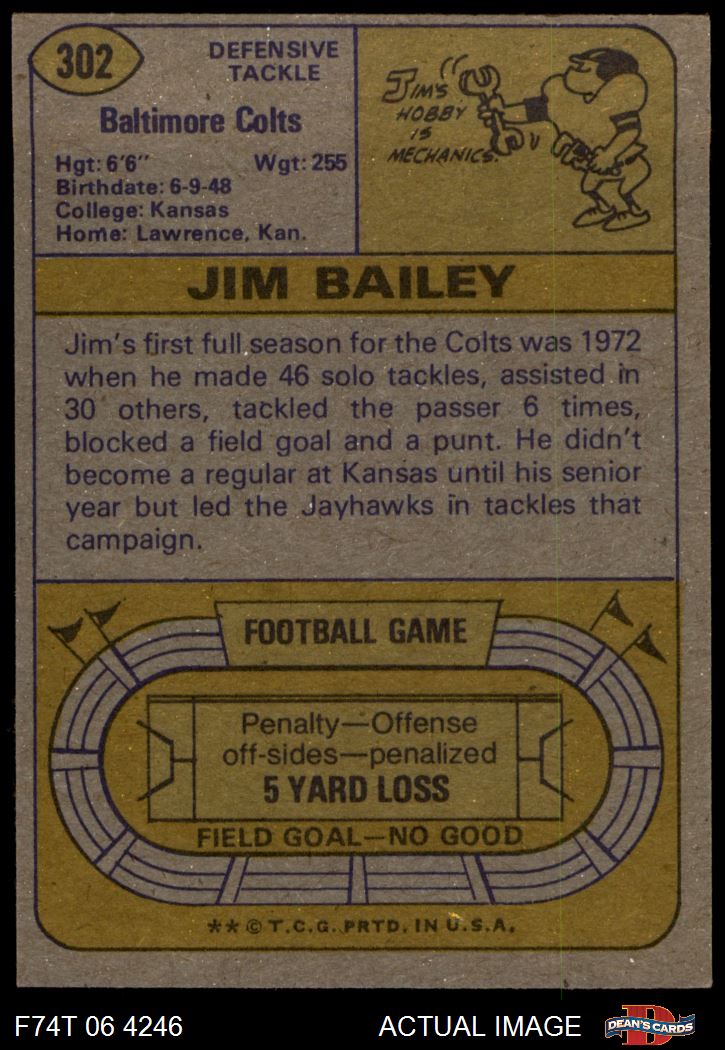 302
DEFENSIVE
TACKLE
Baltimore Colts
Hgt: 6'6" Wgt: 255
Birthdate: 6-9-48
College: Kansas
Home: Lawrence, Kan.
JIM'S
HOBBY
IS
MECHANICS.
JIM BAILEY
Jim's first full season for the Colts was 1972
when he made 46 solo tackles, assisted in
30 others, tackled the passer 6 times,
blocked a field goal and a punt. He didn't
become a regular at Kansas until his senior
year but led the Jayhawks in tackles that
campaign.
FOOTBALL GAME
Penalty—Offense
off-sides—penalized
5 YARD LOSS
FIELD GOAL—NO GOOD
** © T.C.G. PRTD. IN U.S.A.
F74T 06 4246 ACTUAL IMAGE
D
DEAN'S CARDS